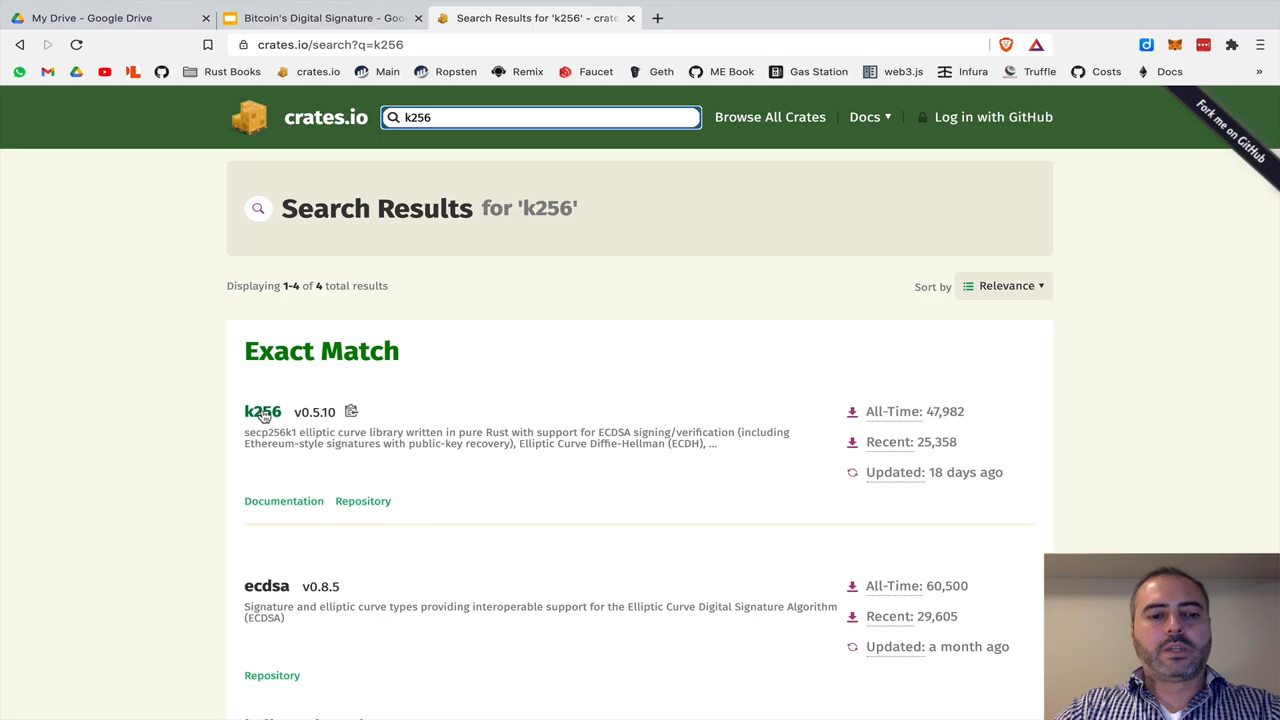 My Drive - Google Drive
Bitcoin's Digital Signature - Goo
Search Results for 'k256' - crate
crates.io/search?q=k256
Rust Books
crates.io
Main
Ropsten
Remix
Faucet
Geth
ME Book
Gas Station
web3.js
Infura
Truffle
Costs
Docs
»
crates.io
k256
Browse All Crates
Docs
Log in with GitHub
Fork me on GitHub
Search Results for 'k256'
Displaying 1-4 of 4 total results
Sort by
Relevance
Exact Match
k256 v0.5.10
secp256k1 elliptic curve library written in pure Rust with support for ECDSA signing/verification (including
Ethereum-style signatures with public-key recovery), Elliptic Curve Diffie-Hellman (ECDH), ...
All-Time: 47,982
Recent: 25,358
Updated: 18 days ago
Documentation
Repository
ecdsa v0.8.5
Signature and elliptic curve types providing interoperable support for the Elliptic Curve Digital Signature Algorithm
(ECDSA)
All-Time: 60,500
Recent: 29,605
Updated: a month ago
Repository